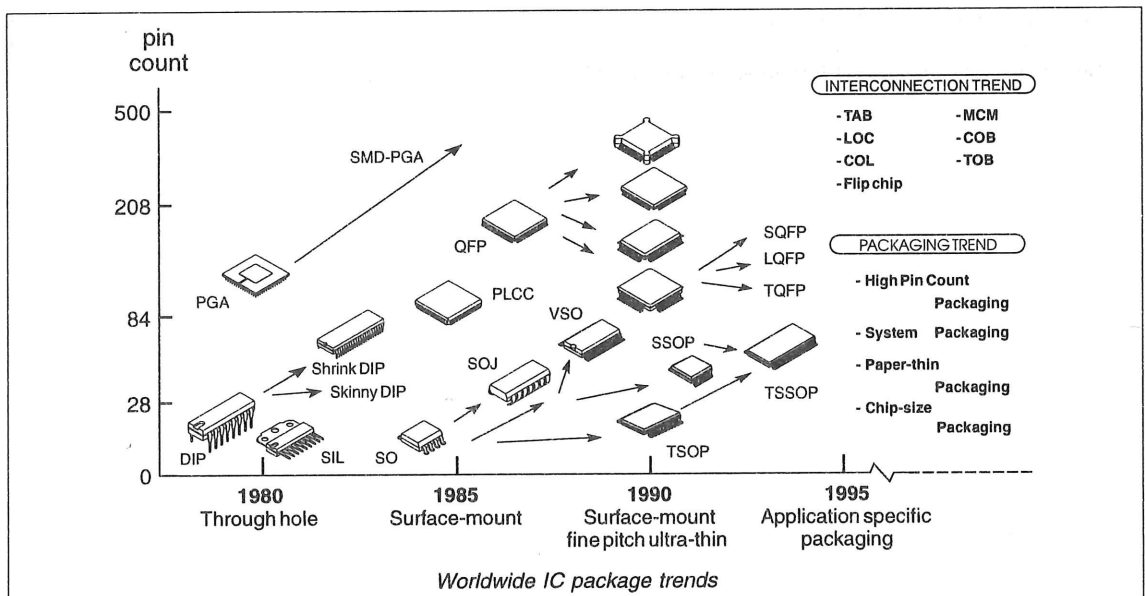 pin
count
500
208
84
28
0
SMD-PGA
PGA
QFP
PLCC
VSO
SOJ
SSOP
Shrink DIP
Skinny DIP
DIP
SIL
SO
TSOP
TSSOP
SQFP
LQFP
TQFP
INTERCONNECTION TREND
- TAB - MCM
- LOC - COB
- COL - TOB
- Flip chip
PACKAGING TREND
- High Pin Count
Packaging
- System Packaging
- Paper-thin
Packaging
- Chip-size
Packaging
1980
Through hole
1985
Surface-mount
1990
Surface-mount
fine pitch ultra-thin
1995
Application specific
packaging
Worldwide IC package trends